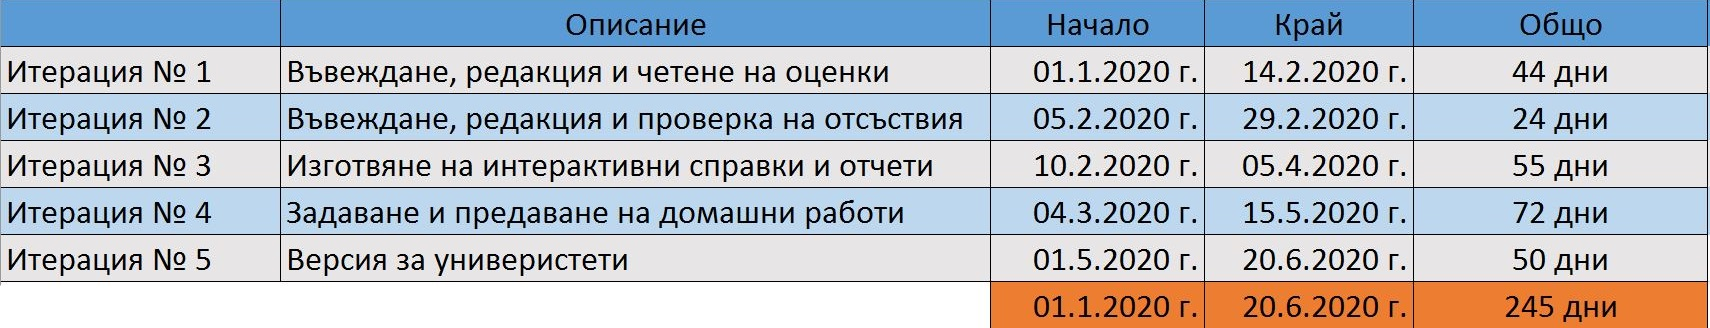 Описание Начало Край Общо
Итерация № 1 Въвеждане, редакция и четене на оценки 01.1.2020 г. 14.2.2020 г. 44 дни
Итерация № 2 Въвеждане, редакция и проверка на отсъствия 05.2.2020 г. 29.2.2020 г. 24 дни
Итерация № 3 Изготвяне на интерактивни справки и отчети 10.2.2020 г. 05.4.2020 г. 55 дни
Итерация № 4 Задаване и предаване на домашни работи 04.3.2020 г. 15.5.2020 г. 72 дни
Итерация № 5 Версия за универистети 01.5.2020 г. 20.6.2020 г. 50 дни
01.1.2020 г. 20.6.2020 г. 245 дни